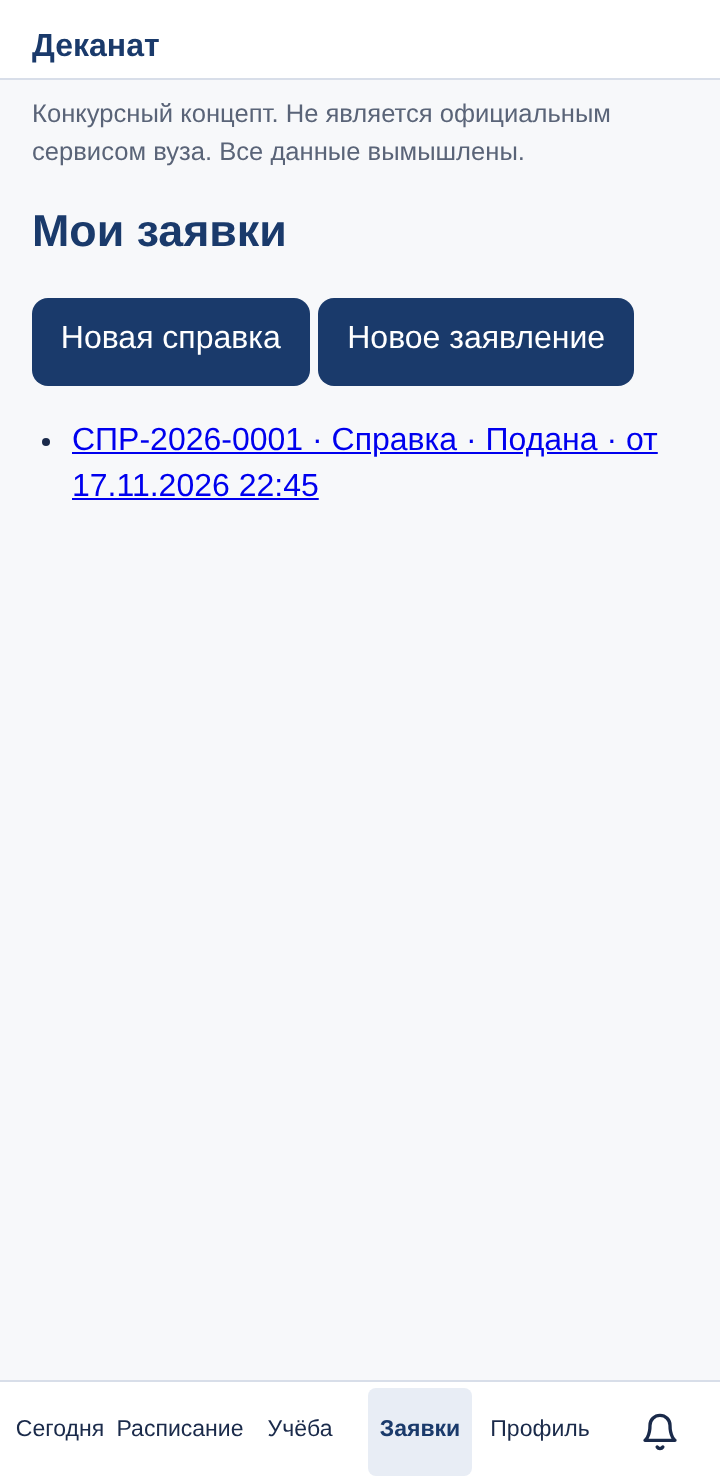 Деканат
Конкурсный концепт. Не является официальным
сервисом вуза. Все данные вымышлены.
Мои заявки
Новая справка Новое заявление
• СПР-2026-0001 · Справка · Подана · от
17.11.2026 22:45
Сегодня Расписание Учёба Заявки Профиль